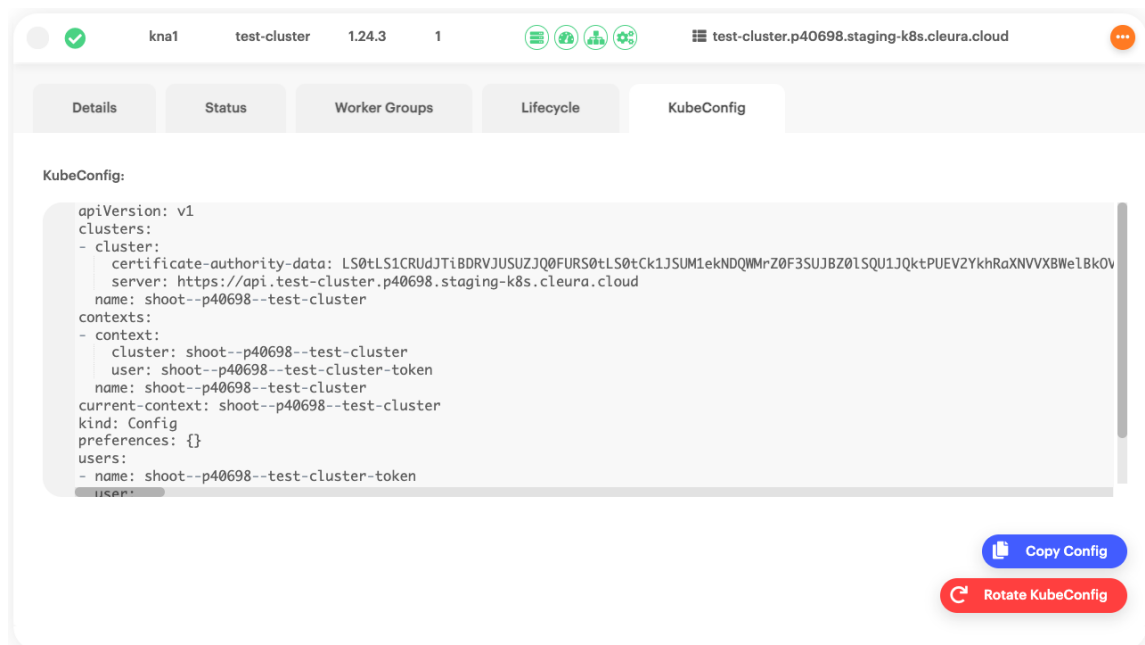 kna1 test-cluster 1.24.3 1 test-cluster.p40698.staging-k8s.cleura.cloud
Details Status Worker Groups Lifecycle KubeConfig
KubeConfig:
apiVersion: v1
clusters:
- cluster:
    certificate-authority-data: LS0tLS1CRUdJTiBDRVJUSUZJQ0FURS0tLS0tCk1JSUM1ekNDQWMrZ0F3SUJBZ0lSQU1JQktPUEV2YkhRaXNVVXBWelBkOV
    server: https://api.test-cluster.p40698.staging-k8s.cleura.cloud
  name: shoot--p40698--test-cluster
contexts:
- context:
    cluster: shoot--p40698--test-cluster
    user: shoot--p40698--test-cluster-token
  name: shoot--p40698--test-cluster
current-context: shoot--p40698--test-cluster
kind: Config
preferences: {}
users:
- name: shoot--p40698--test-cluster-token
  user:
Copy Config
Rotate KubeConfig